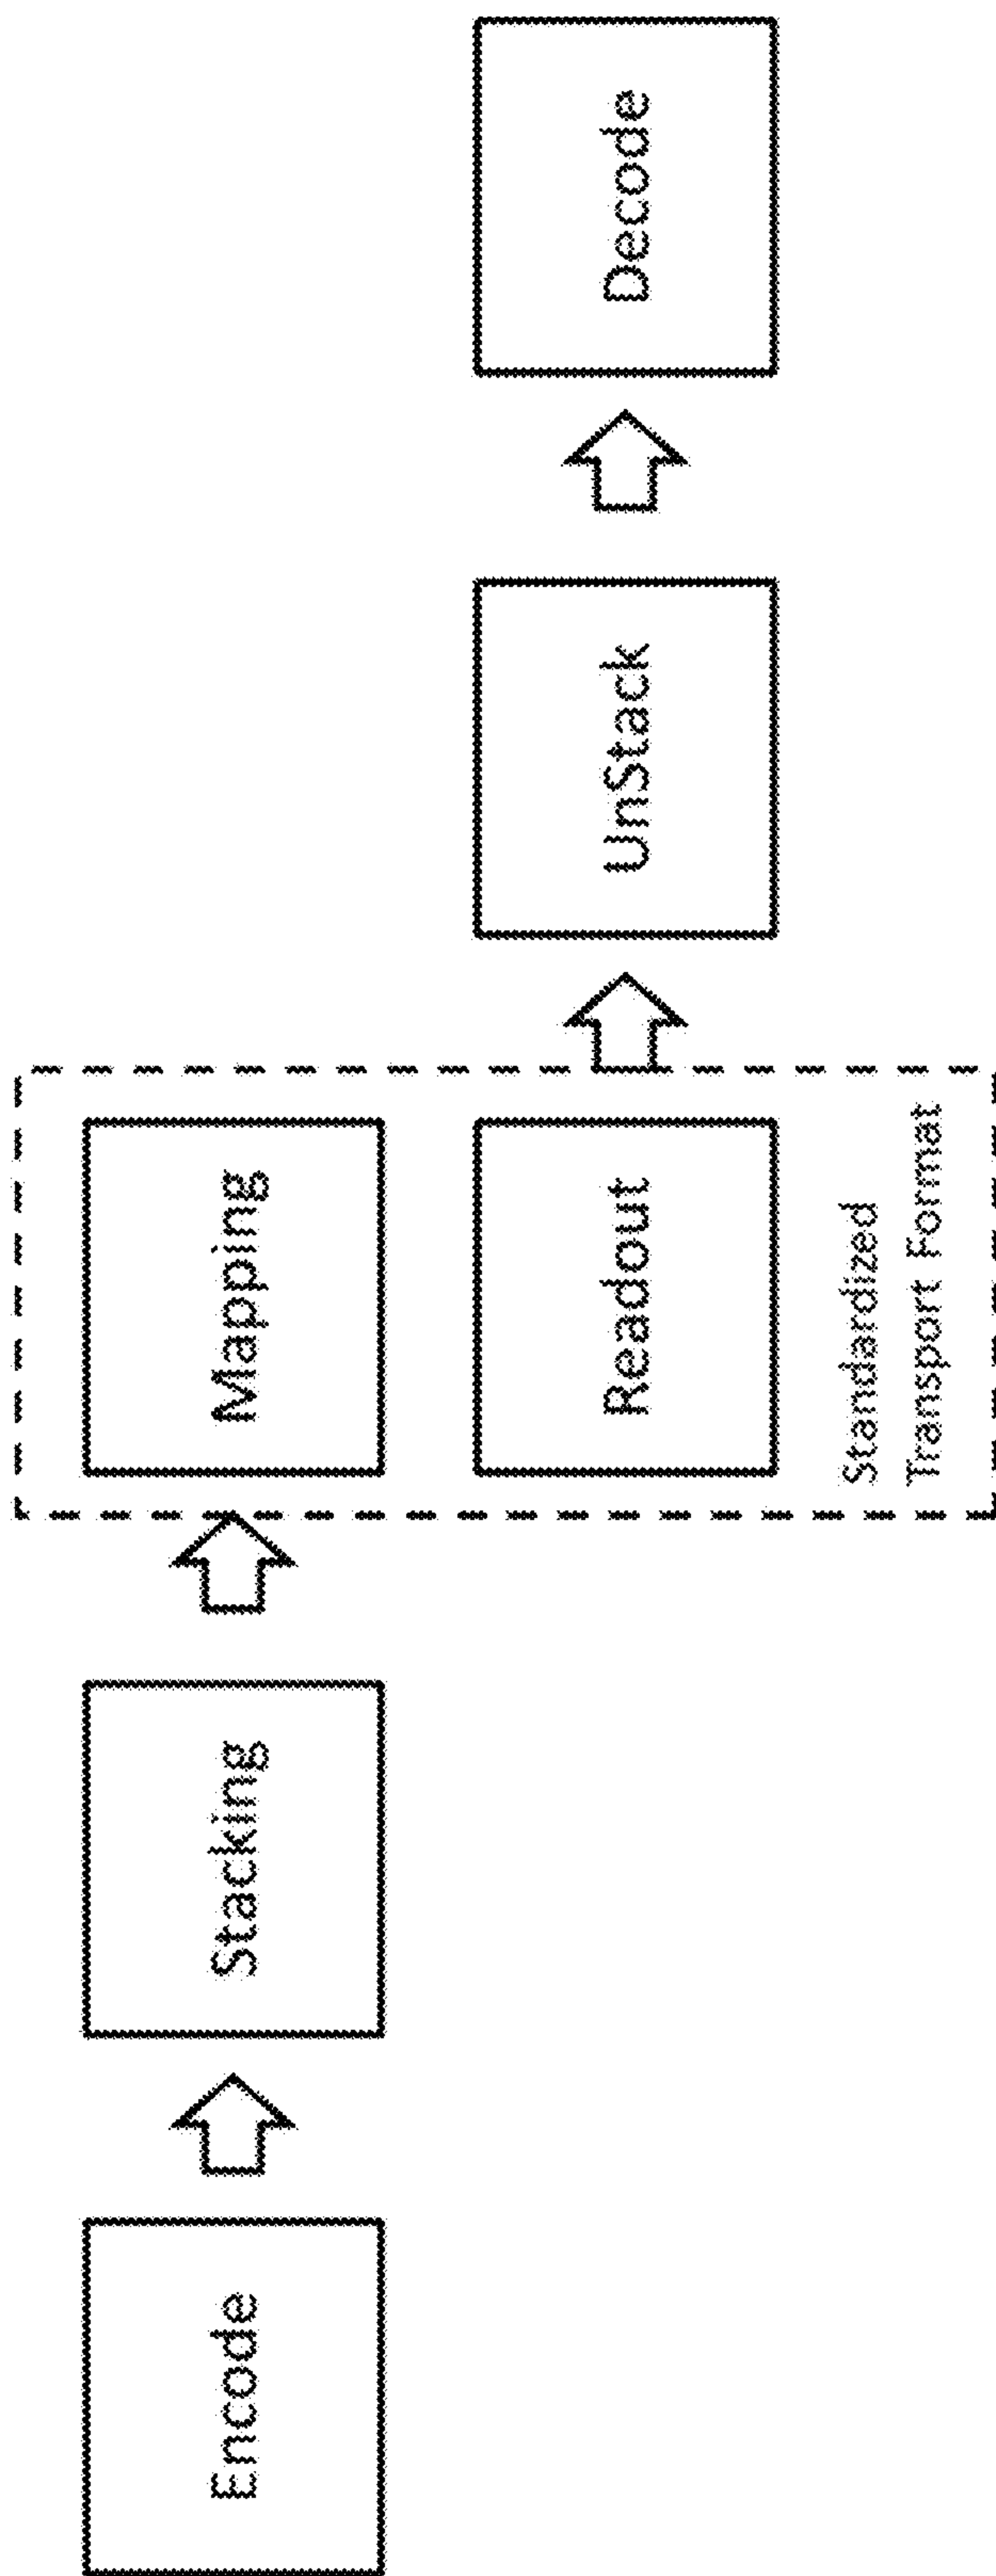 Encode
Stacking
Mapping
Readout
Standardized
Transport Format
UnStack
Decode